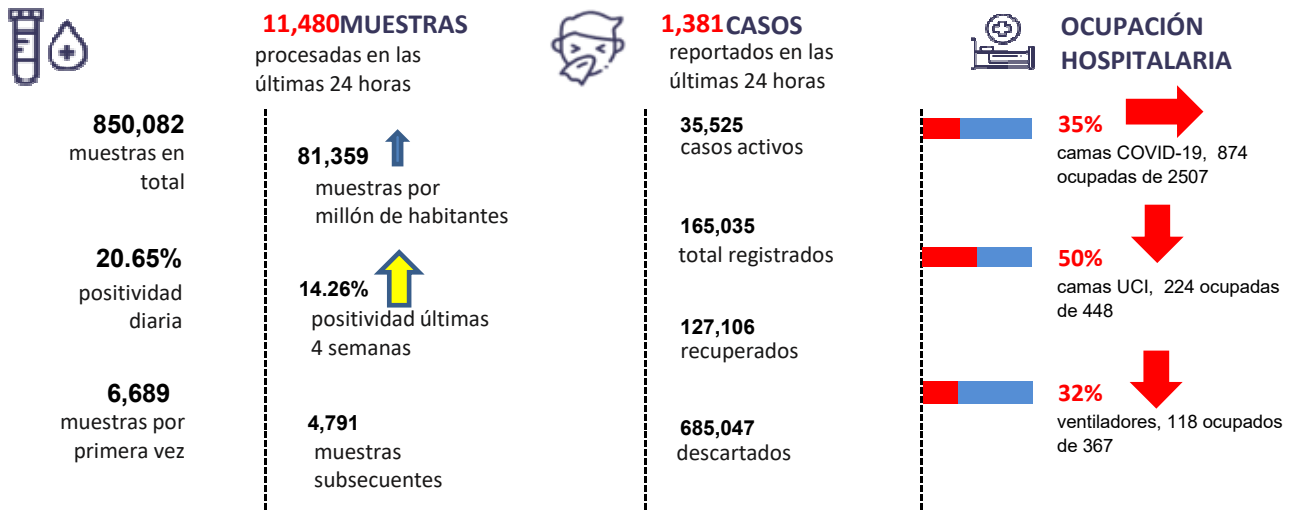 11,480MUESTRAS
procesadas en las
últimas 24 horas
850,082
muestras en
total
20.65%
positividad
diaria
6,689
muestras por
primera vez
81,359
muestras por
millón de habitantes
14.26%
positividad últimas
4 semanas
4,791
muestras
subsecuentes
1,381 CASOS
reportados en las
últimas 24 horas
35,525
casos activos
165,035
total registrados
127,106
recuperados
685,047
descartados
OCUPACIÓN
HOSPITALARIA
35%
camas COVID-19, 874
ocupadas de 2507
50%
camas UCI, 224 ocupadas
de 448
32%
ventiladores, 118 ocupados
de 367